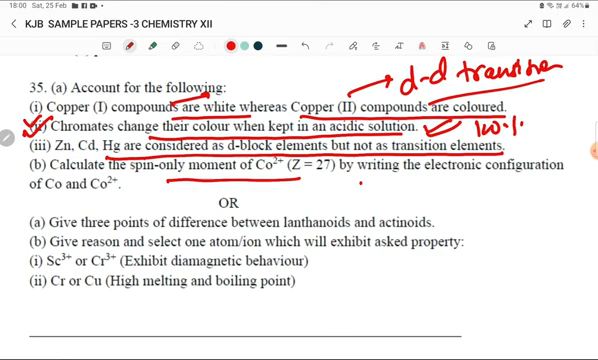 18:00 Sat, 25 Feb
64%
KJB SAMPLE PAPERS -3 CHEMISTRY XII
d-d transition
35. (a) Account for the following:
(i) Copper (I) compounds are white whereas Copper (II) compounds are coloured.
(ii) Chromates change their colour when kept in an acidic solution.
100%
(iii) Zn, Cd, Hg are considered as d-block elements but not as transition elements.
(b) Calculate the spin-only moment of Co²⁺ (Z = 27) by writing the electronic configuration
of Co and Co²⁺.
OR
(a) Give three points of difference between lanthanoids and actinoids.
(b) Give reason and select one atom/ion which will exhibit asked property:
(i) Sc³⁺ or Cr³⁺ (Exhibit diamagnetic behaviour)
(ii) Cr or Cu (High melting and boiling point)